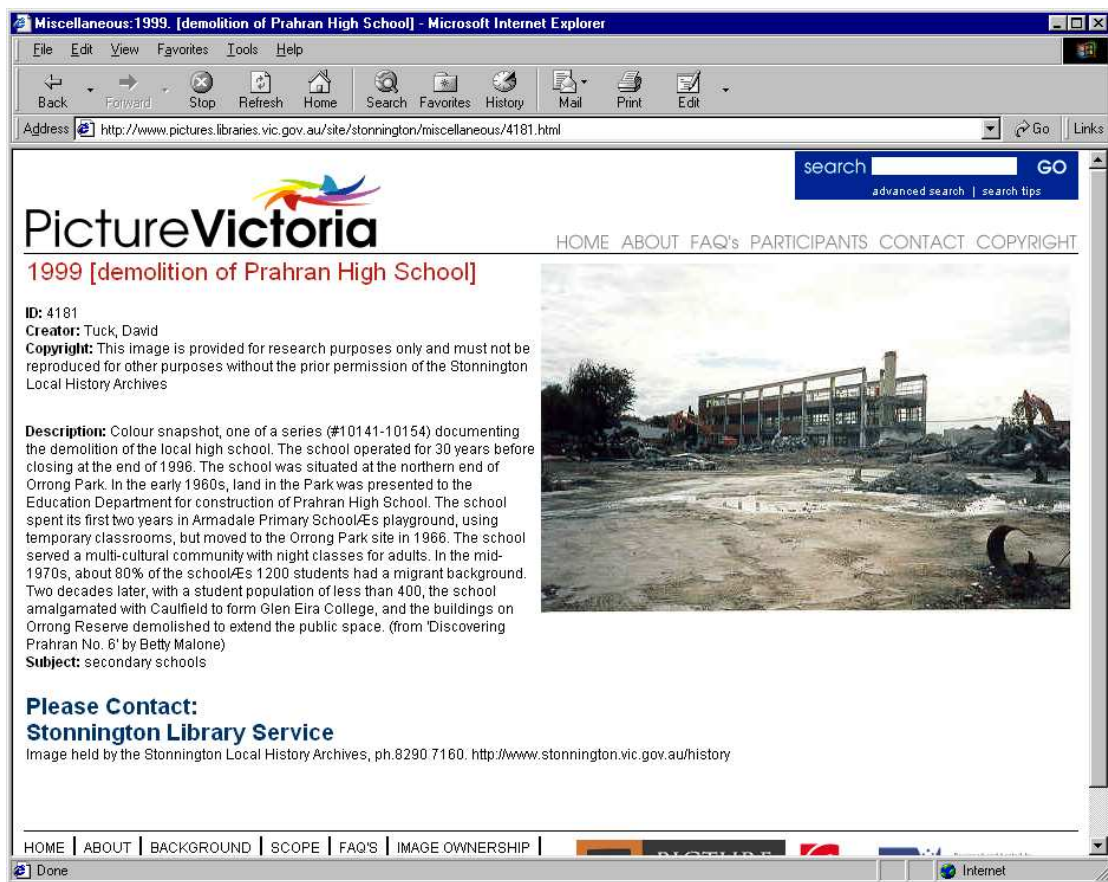 Miscellaneous:1999. [demolition of Prahran High School] - Microsoft Internet Explorer
File Edit View Favorites Tools Help
Back Forward Stop Refresh Home Search Favorites History Mail Print Edit
Address http://www.pictures.libraries.vic.gov.au/site/stonnington/miscellaneous/4181.html Go Links
search GO
advanced search | search tips
PictureVictoria
HOME ABOUT FAQ's PARTICIPANTS CONTACT COPYRIGHT
1999 [demolition of Prahran High School]
ID: 4181
Creator: Tuck, David
Copyright: This image is provided for research purposes only and must not be
reproduced for other purposes without the prior permission of the Stonnington
Local History Archives
Description: Colour snapshot, one of a series (#10141-10154) documenting
the demolition of the local high school. The school operated for 30 years before
closing at the end of 1996. The school was situated at the northern end of
Orrong Park. In the early 1960s, land in the Park was presented to the
Education Department for construction of Prahran High School. The school
spent its first two years in Armadale Primary SchoolÆs playground, using
temporary classrooms, but moved to the Orrong Park site in 1966. The school
served a multi-cultural community with night classes for adults. In the mid-
1970s, about 80% of the schoolÆs 1200 students had a migrant background.
Two decades later, with a student population of less than 400, the school
amalgamated with Caulfield to form Glen Eira College, and the buildings on
Orrong Reserve demolished to extend the public space. (from 'Discovering
Prahran No. 6' by Betty Malone)
Subject: secondary schools
Please Contact:
Stonnington Library Service
Image held by the Stonnington Local History Archives, ph.8290 7160. http://www.stonnington.vic.gov.au/history
HOME | ABOUT | BACKGROUND | SCOPE | FAQ'S | IMAGE OWNERSHIP |
PICTURE
Done Internet